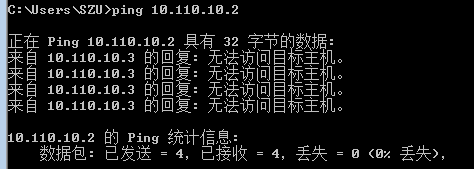 C:\Users\SZU>ping 10.110.10.2
正在 Ping 10.110.10.2 具有 32 字节的数据:
来自 10.110.10.3 的回复: 无法访问目标主机。
来自 10.110.10.3 的回复: 无法访问目标主机。
来自 10.110.10.3 的回复: 无法访问目标主机。
来自 10.110.10.3 的回复: 无法访问目标主机。
10.110.10.2 的 Ping 统计信息:
数据包: 已发送 = 4, 已接收 = 4, 丢失 = 0 (0% 丢失),